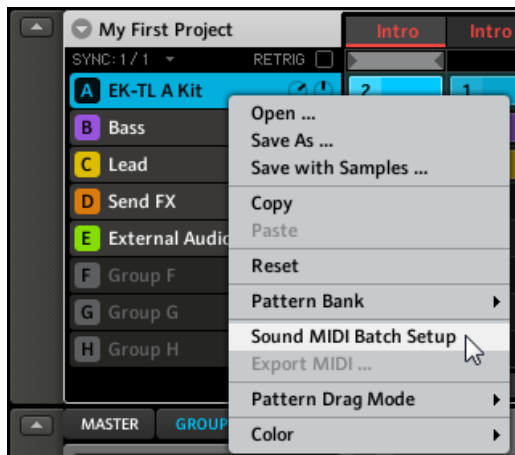 My First Project
Intro
Intro
SYNC: 1 / 1
RETRIG
A EK-TL A Kit
2
1
B Bass
C Lead
D Send FX
E External Audio
F Group F
G Group G
H Group H
Open ...
Save As ...
Save with Samples ...
Copy
Paste
Reset
Pattern Bank
Sound MIDI Batch Setup
Export MIDI ...
Pattern Drag Mode
Color
MASTER
GROUP